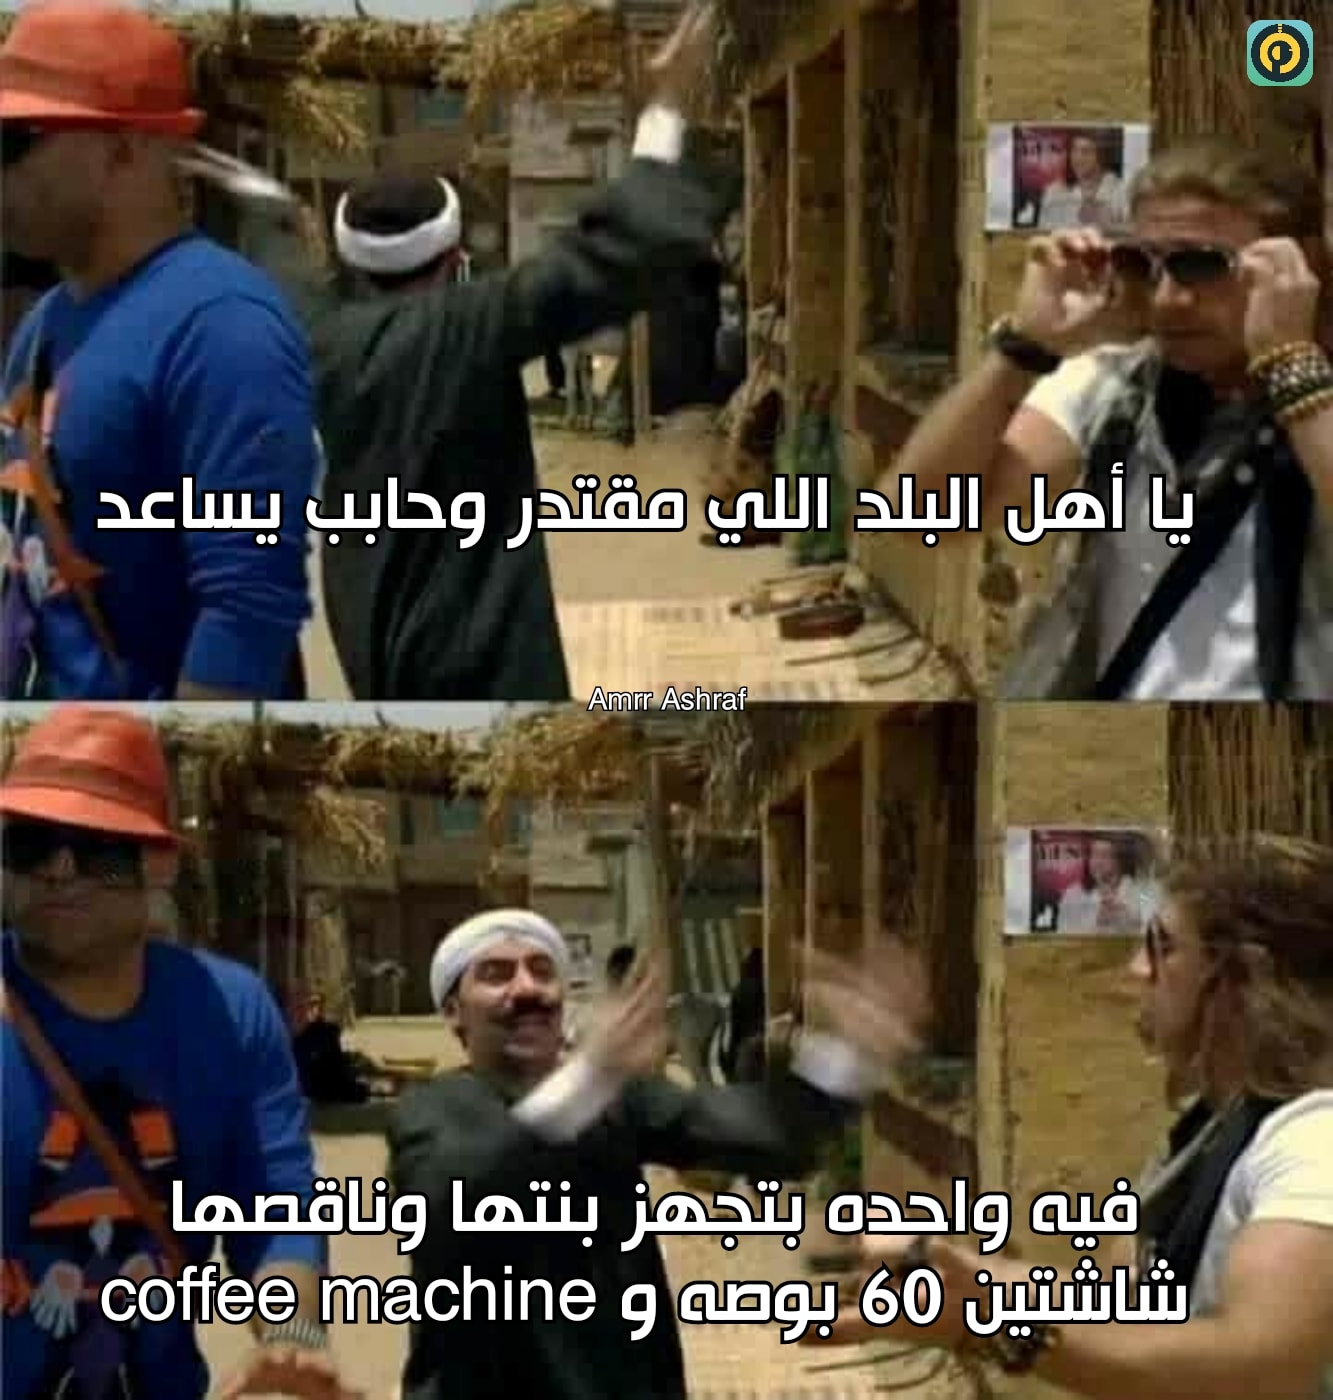 يا أهل البلد اللي مقتدر وحابب يساعد
Amrr Ashraf
فيه واحده بتجهز بنتها وناقصها
شاشتين 60 بوصه و coffee machine